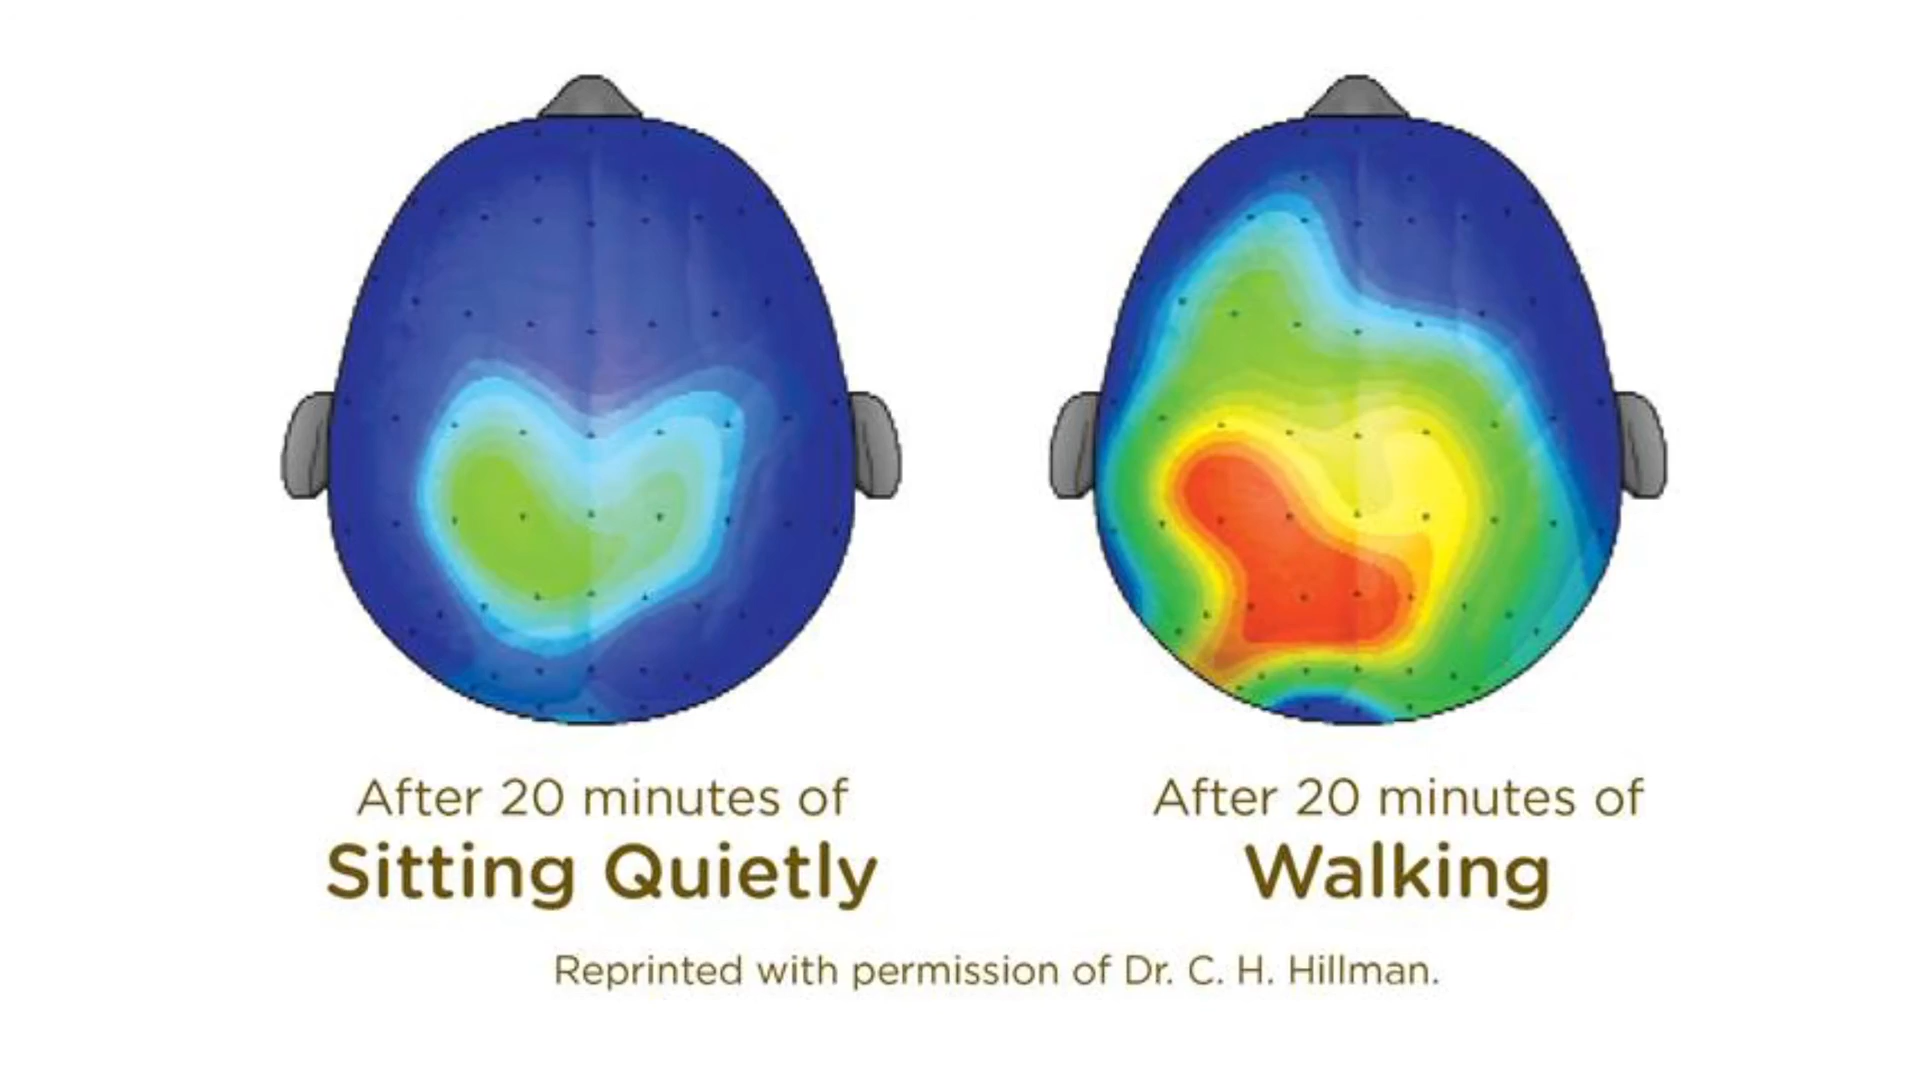 After 20 minutes of
Sitting Quietly
After 20 minutes of
Walking
Reprinted with permission of Dr. C. H. Hillman.